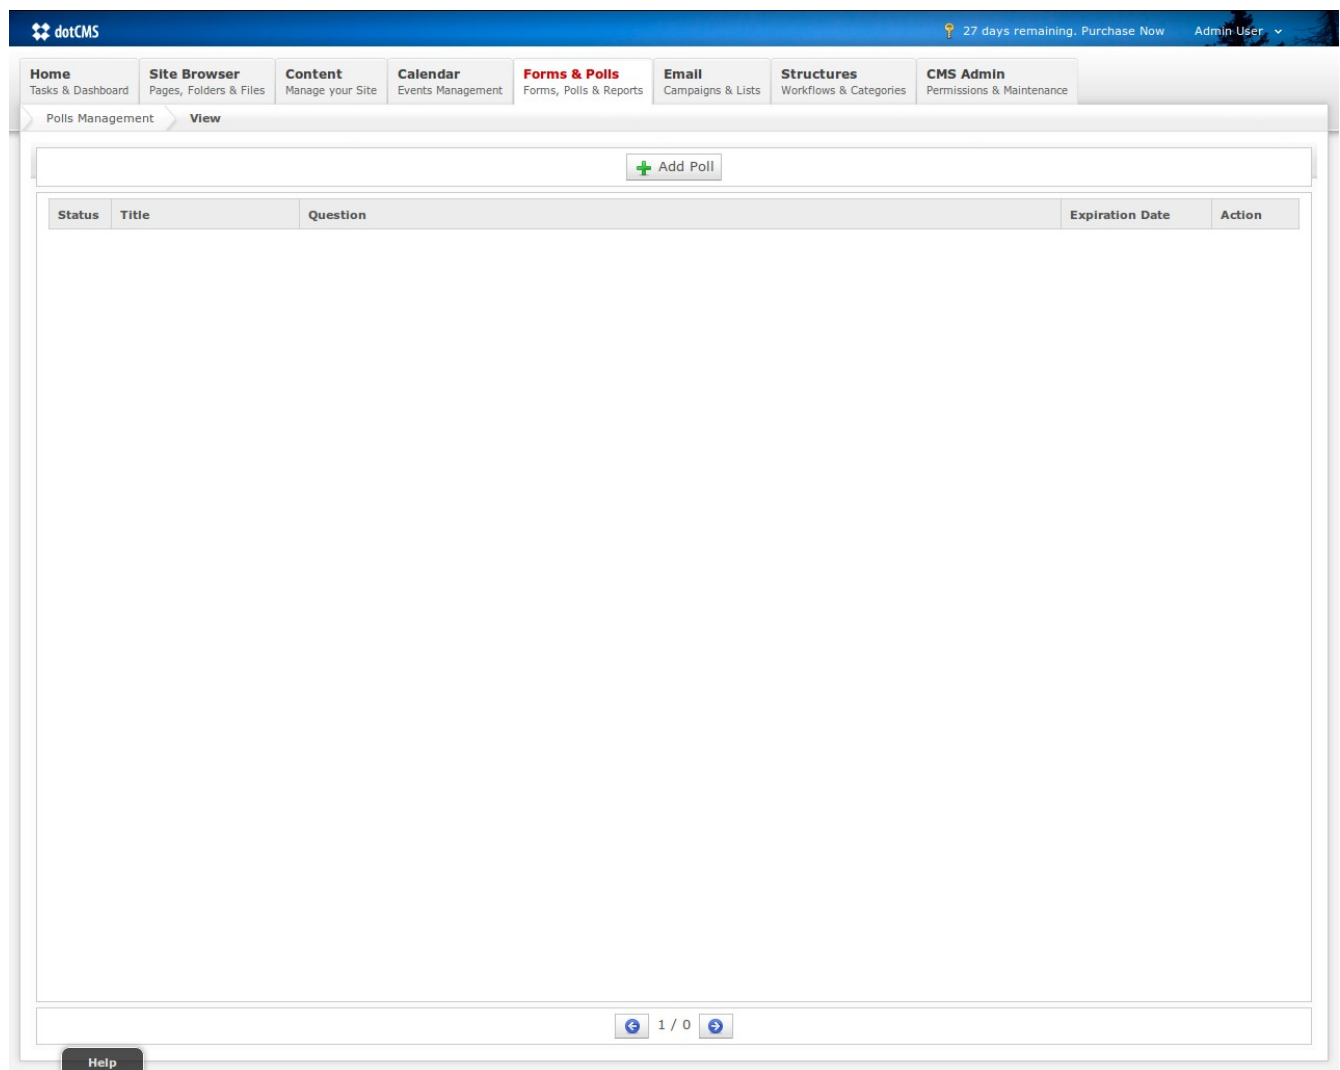 dotCMS
27 days remaining. Purchase Now Admin User
Home Site Browser Content Calendar Forms & Polls Email Structures CMS Admin
Tasks & Dashboard Pages, Folders & Files Manage your Site Events Management Forms, Polls & Reports Campaigns & Lists Workflows & Categories Permissions & Maintenance
Polls Management View
Add Poll
Status Title Question Expiration Date Action
1 / 0
Help